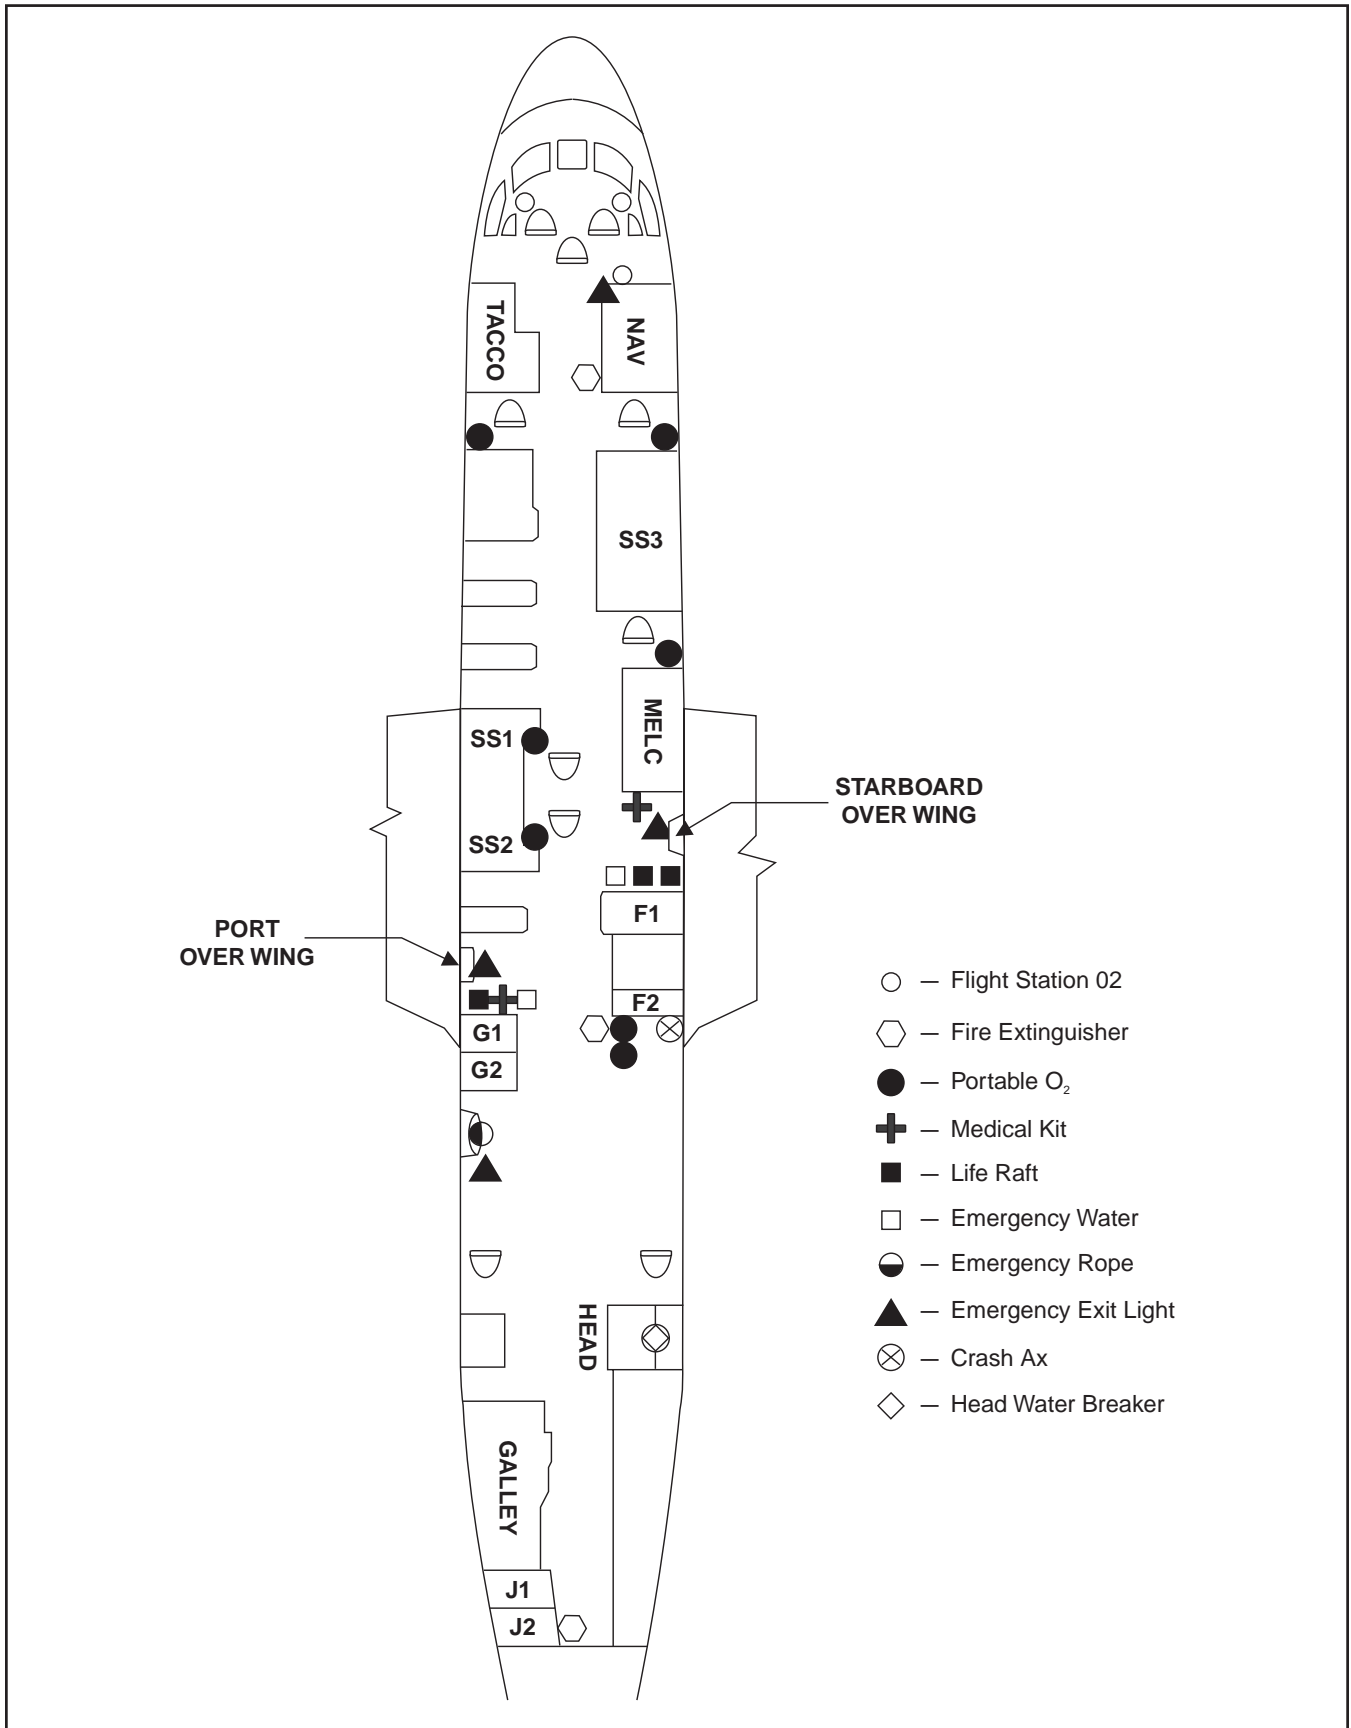 TACCO
NAV
SS3
MELC
SS1
STARBOARD
OVER WING
SS2
F1
PORT
OVER WING
F2
G1
G2
HEAD
GALLEY
J1
J2
— Flight Station 02
— Fire Extinguisher
— Portable O₂
— Medical Kit
— Life Raft
— Emergency Water
— Emergency Rope
— Emergency Exit Light
— Crash Ax
— Head Water Breaker